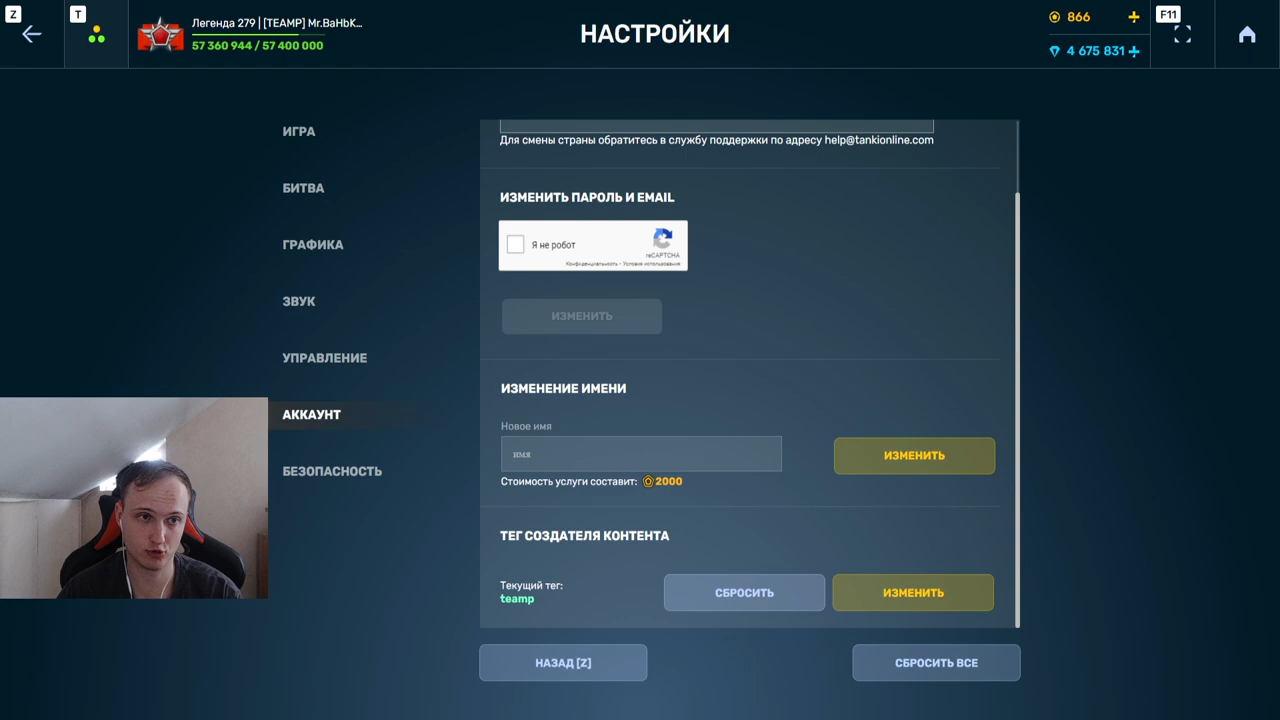 Z
T
Легенда 279 | [TEAMP] Mr.BaHbK...
57 360 944 / 57 400 000
НАСТРОЙКИ
866
4 675 831
F11
ИГРА
БИТВА
ГРАФИКА
ЗВУК
УПРАВЛЕНИЕ
АККАУНТ
БЕЗОПАСНОСТЬ
Для смены страны обратитесь в службу поддержки по адресу help@tankionline.com
ИЗМЕНИТЬ ПАРОЛЬ И EMAIL
Я не робот
reCAPTCHA
Конфиденциальность - Условия использования
ИЗМЕНИТЬ
ИЗМЕНЕНИЕ ИМЕНИ
Новое имя
имя
ИЗМЕНИТЬ
Стоимость услуги составит: 2000
ТЕГ СОЗДАТЕЛЯ КОНТЕНТА
Текущий тег:
teamp
СБРОСИТЬ
ИЗМЕНИТЬ
НАЗАД [Z]
СБРОСИТЬ ВСЕ